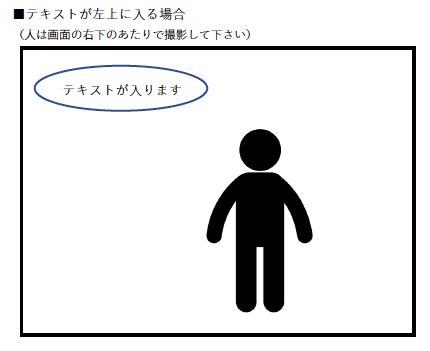 ■テキストが左上に入る場合
（人は画面の右下のあたりで撮影して下さい）
テキストが入ります